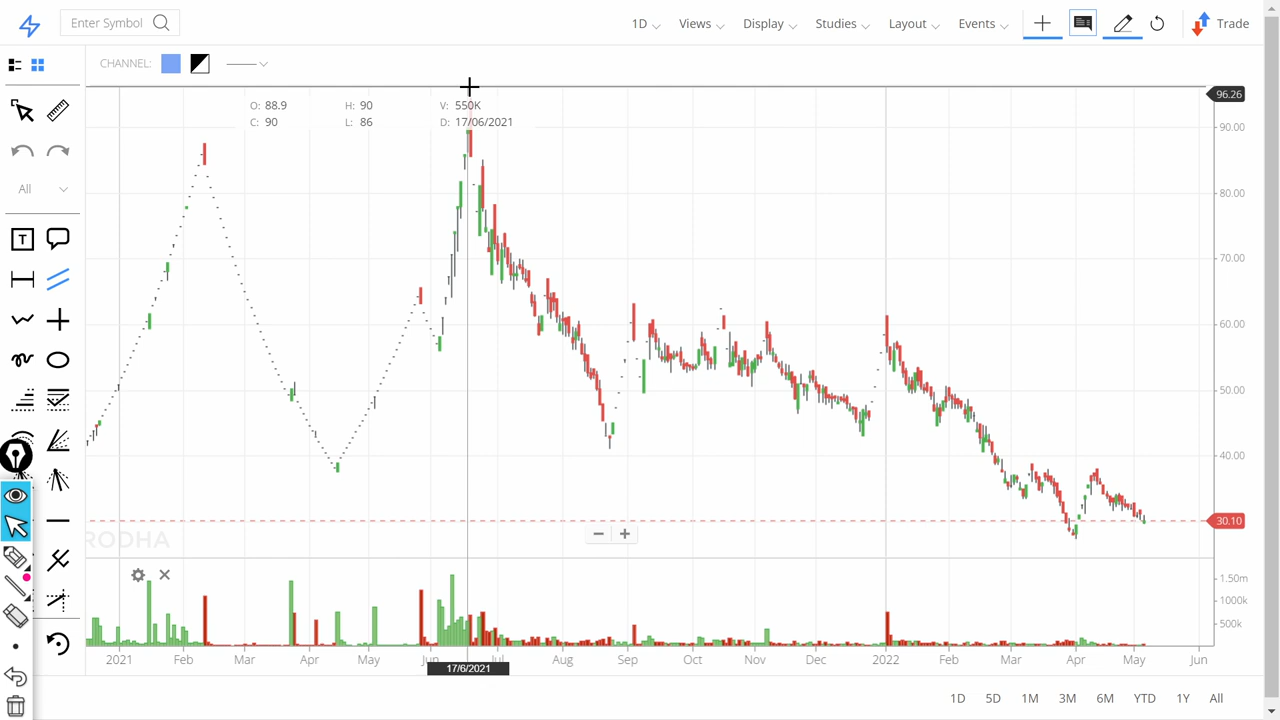 Enter Symbol 1D Views Display Studies Layout Events Trade
CHANNEL:
96.26
O: 88.9 H: 90 V: 550K
C: 90 L: 86 D: 17/06/2021
90.00
All
80.00
70.00
60.00
50.00
40.00
30.10
RODHA
1.50m
1000k
500k
2021 Feb Mar Apr May Jun Jul Aug Sep Oct Nov Dec 2022 Feb Mar Apr May Jun
17/6/2021
1D 5D 1M 3M 6M YTD 1Y All